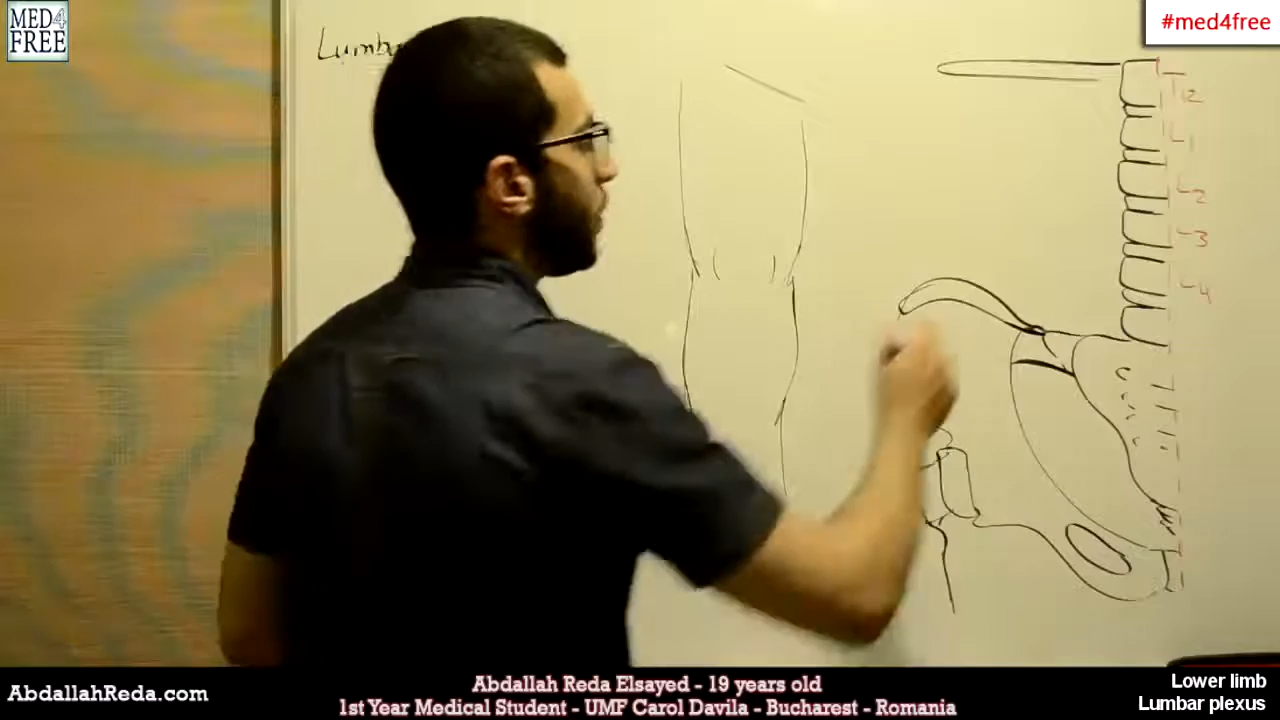 MED4
FREE
#med4free
T12
L1
L2
L3
L4
AbdallahReda.com
Abdallah Reda Elsayed - 19 years old
1st Year Medical Student - UMF Carol Davila - Bucharest - Romania
Lower limb
Lumbar plexus